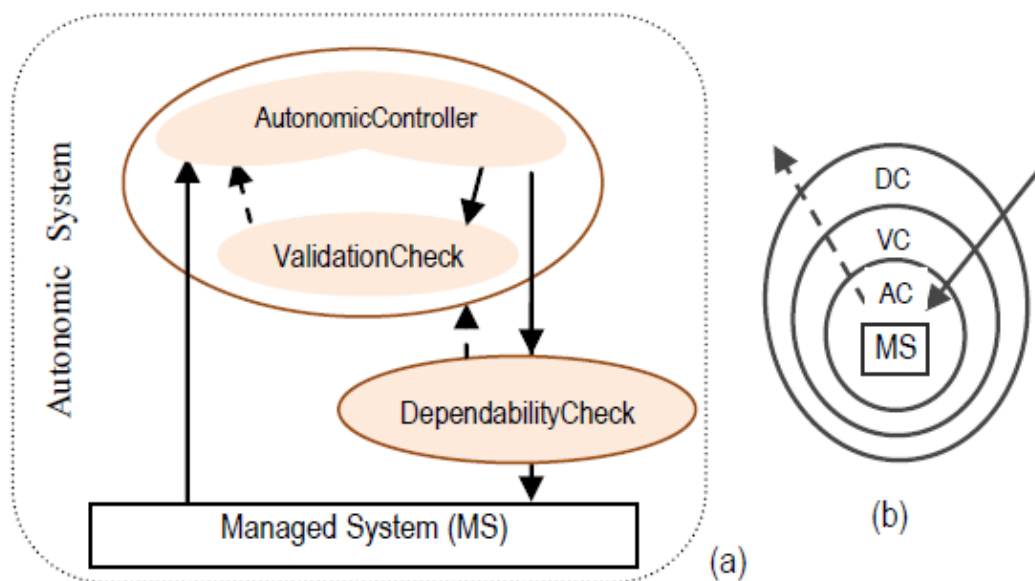 Autonomic System
AutonomicController
ValidationCheck
DependabilityCheck
Managed System (MS)
(a)
DC
VC
AC
MS
(b)